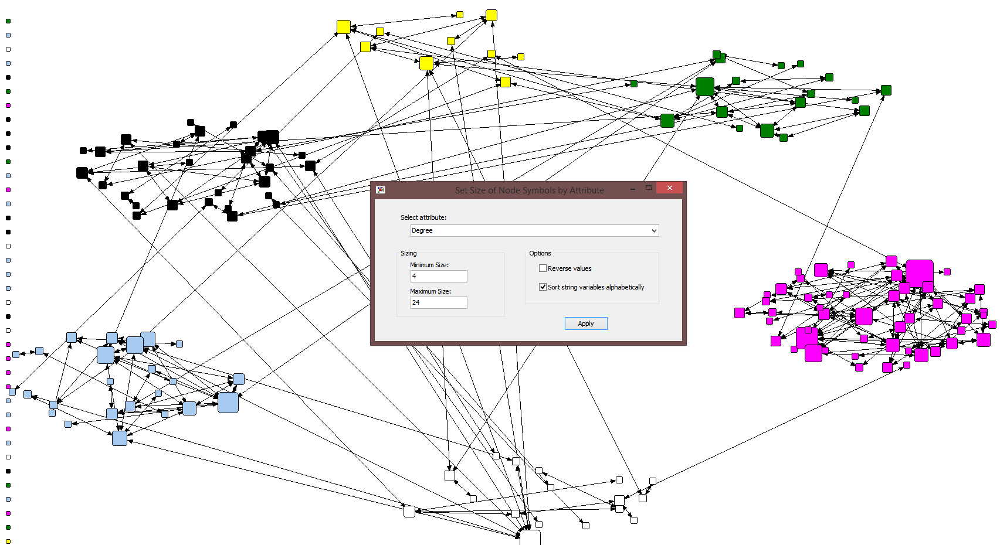 Set Size of Node Symbols by Attribute
Select attribute:
Degree
Sizing
Minimum Size:
4
Maximum Size:
24
Options
Reverse values
Sort string variables alphabetically
Apply